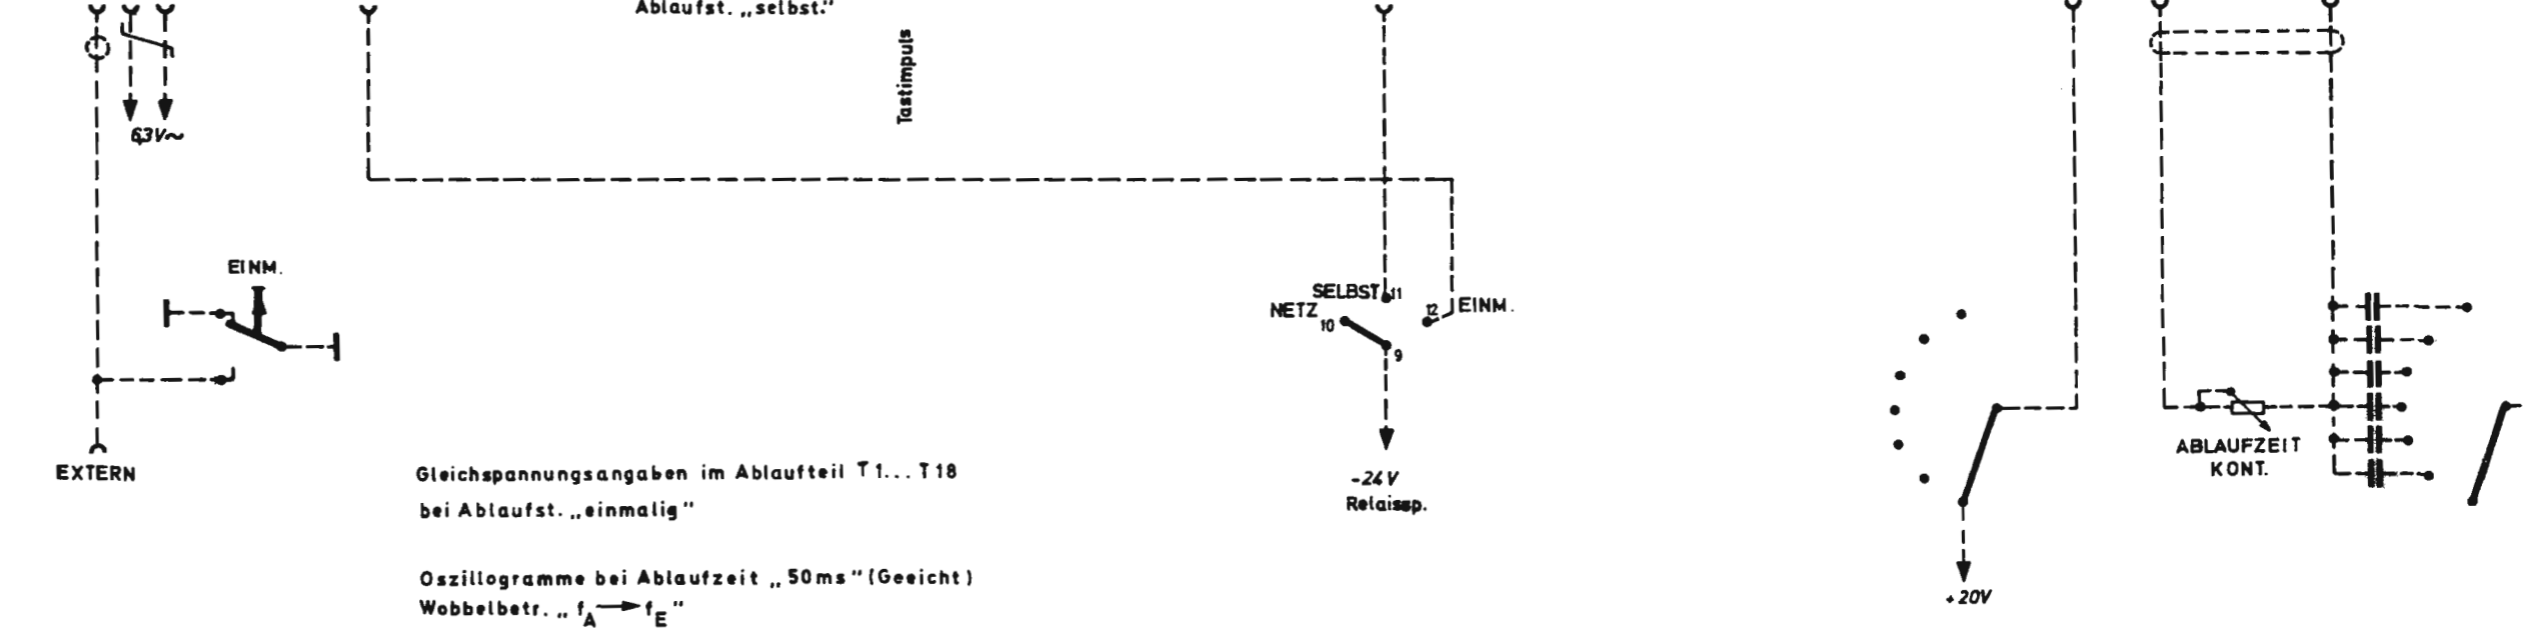 Ablaufst. „selbst.“
Tastimpuls
6,3V~
EINM.
SELBST 11
NETZ 10
12 EINM.
9
EXTERN
-24V
Relaissp.
Gleichspannungsangaben im Ablaufteil T1...T18
bei Ablaufst. „einmalig“
Oszillogramme bei Ablaufzeit „50ms“ (Geeicht)
Wobbelbetr. „fA→fE“
ABLAUFZEIT
KONT.
+20V